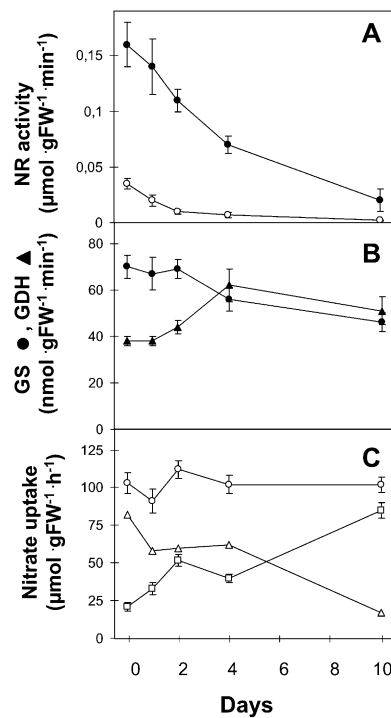 A
0,15
0,1
0,05
0
NR activity
(μmol ·gFW⁻¹·min⁻¹)
B
80
60
40
20
0
GS ●, GDH ▲
(nmol ·gFW⁻¹·min⁻¹)
C
125
100
75
50
25
0
Nitrate uptake
(μmol ·gFW⁻¹·h⁻¹)
0 2 4 6 8 10
Days